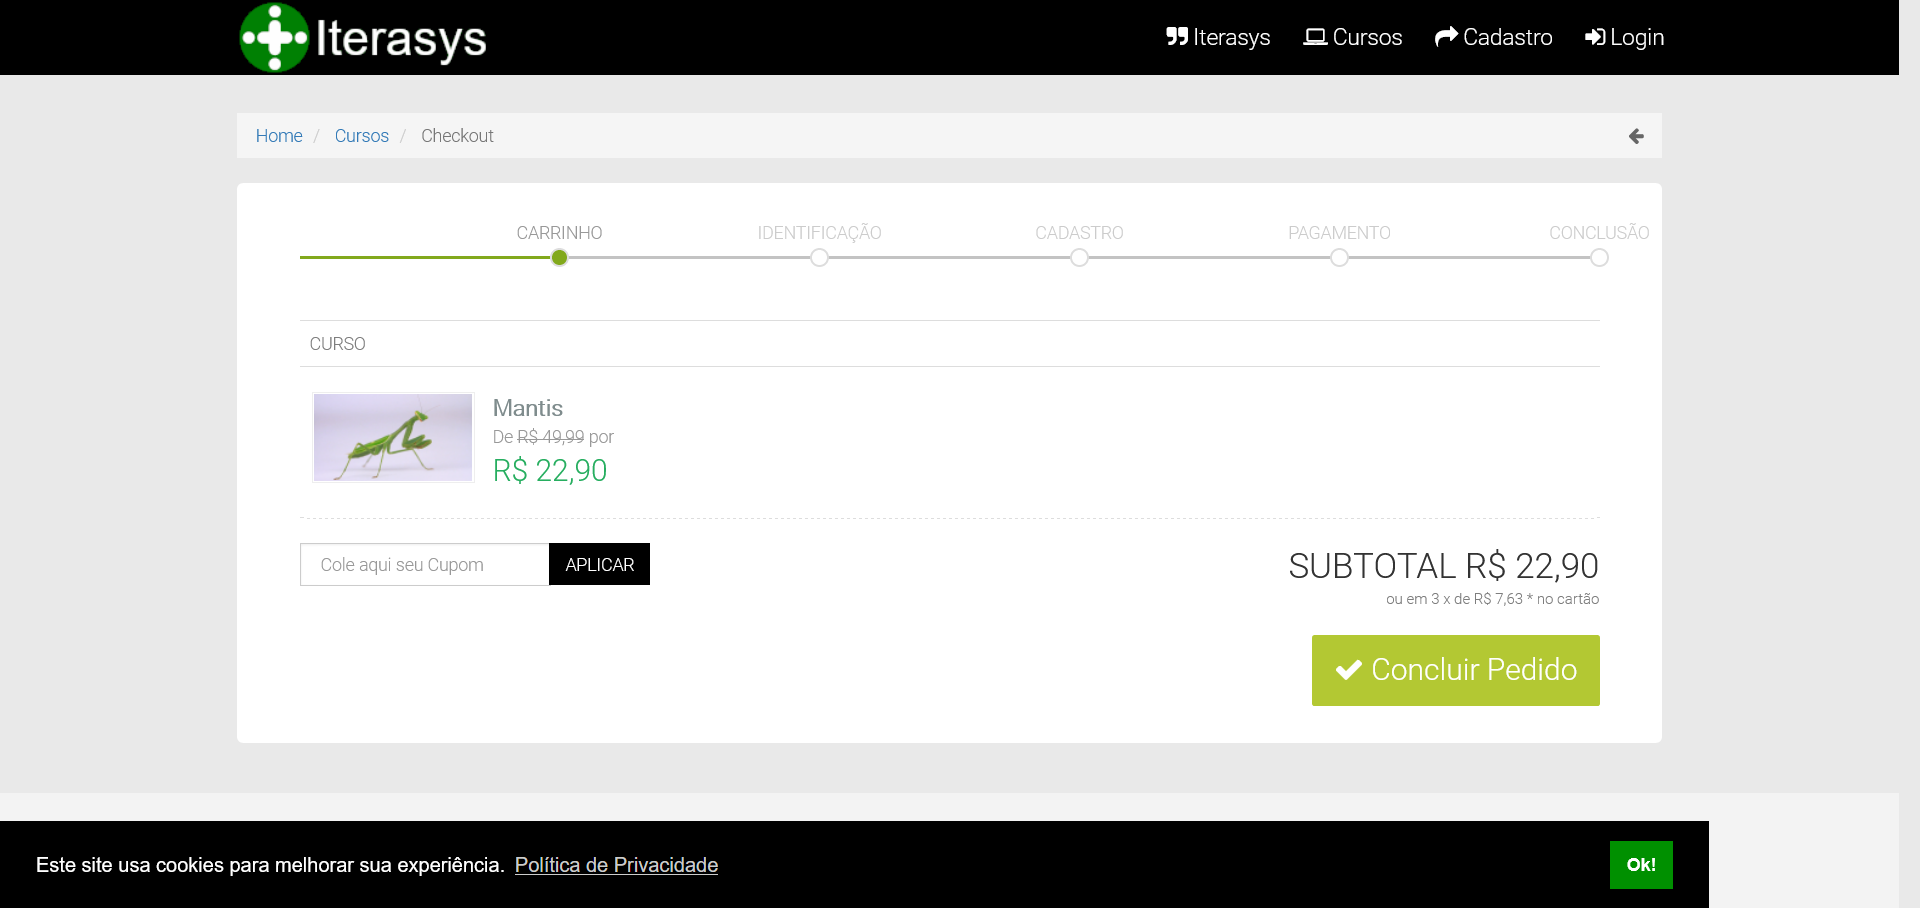 Iterasys
Iterasys Cursos Cadastro Login
Home / Cursos / Checkout
CARRINHO IDENTIFICAÇÃO CADASTRO PAGAMENTO CONCLUSÃO
CURSO
Mantis
De R$ 49,99 por
R$ 22,90
Cole aqui seu Cupom APLICAR
SUBTOTAL R$ 22,90
ou em 3 x de R$ 7,63 * no cartão
Concluir Pedido
Este site usa cookies para melhorar sua experiência. Política de Privacidade Ok!